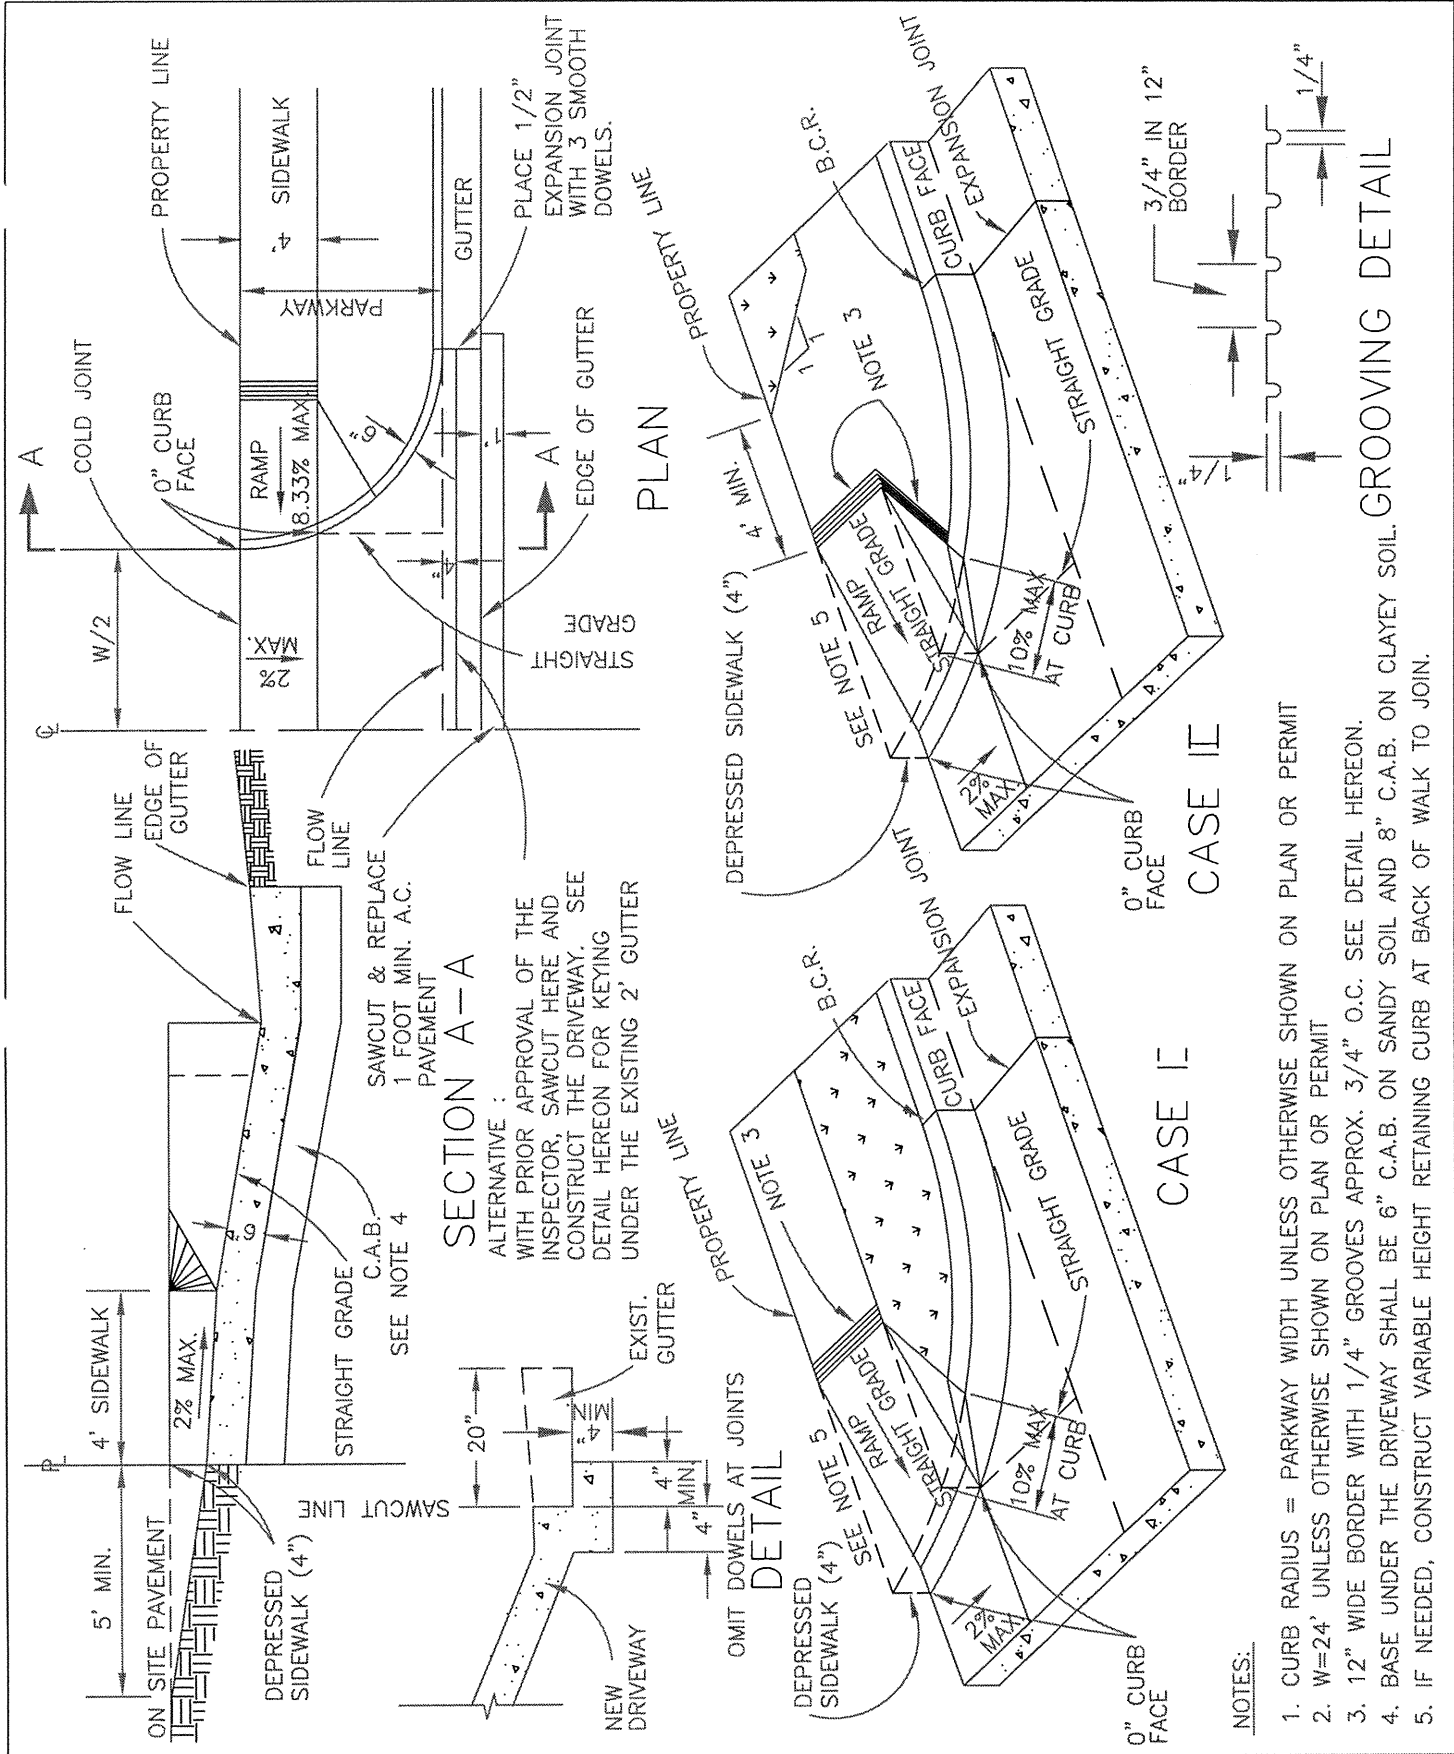 5' MIN.
4' SIDEWALK
ON SITE PAVEMENT
2% MAX.
6"
DEPRESSED
SIDEWALK (4")
STRAIGHT GRADE
C.A.B.
SEE NOTE 4
FLOW LINE
EDGE OF
GUTTER
SECTION A-A
SAWCUT & REPLACE
1 FOOT MIN. A.C.
PAVEMENT
ALTERNATIVE :
WITH PRIOR APPROVAL OF THE
INSPECTOR, SAWCUT HERE AND
CONSTRUCT THE DRIVEWAY. SEE
DETAIL HEREON FOR KEYING
UNDER THE EXISTING 2' GUTTER
W/2
A
COLD JOINT
0" CURB
FACE
PROPERTY LINE
2%
MAX.
RAMP
8.33% MAX
SIDEWALK
4'
PARKWAY
6"
GUTTER
4"
1'
FLOW
LINE
STRAIGHT
GRADE
A
EDGE OF GUTTER
PLACE 1/2"
EXPANSION JOINT
WITH 3 SMOOTH
DOWELS.
PLAN
SAWCUT LINE
20"
EXIST.
GUTTER
4"
MIN.
4"
4"
MIN.
NEW
DRIVEWAY
OMIT DOWELS AT JOINTS
DETAIL
DEPRESSED
SIDEWALK (4")
SEE NOTE 5
PROPERTY LINE
NOTE 3
RAMP
STRAIGHT GRADE
B.C.R.
CURB FACE
EXPANSION JOINT
2%
MAX.
10% MAX
AT CURB
STRAIGHT GRADE
0" CURB
FACE
CASE I
DEPRESSED SIDEWALK (4")
4' MIN.
SEE NOTE 5
PROPERTY LINE
1
1
NOTE 3
RAMP
STRAIGHT GRADE
B.C.R.
CURB FACE
EXPANSION JOINT
2%
MAX.
10% MAX
AT CURB
STRAIGHT GRADE
0" CURB
FACE
CASE II
3/4" IN 12"
BORDER
1/4"
1/4"
GROOVING DETAIL
NOTES:
1. CURB RADIUS = PARKWAY WIDTH UNLESS OTHERWISE SHOWN ON PLAN OR PERMIT
2. W=24' UNLESS OTHERWISE SHOWN ON PLAN OR PERMIT
3. 12" WIDE BORDER WITH 1/4" GROOVES APPROX. 3/4" O.C. SEE DETAIL HEREON.
4. BASE UNDER THE DRIVEWAY SHALL BE 6" C.A.B. ON SANDY SOIL AND 8" C.A.B. ON CLAYEY SOIL.
5. IF NEEDED, CONSTRUCT VARIABLE HEIGHT RETAINING CURB AT BACK OF WALK TO JOIN.